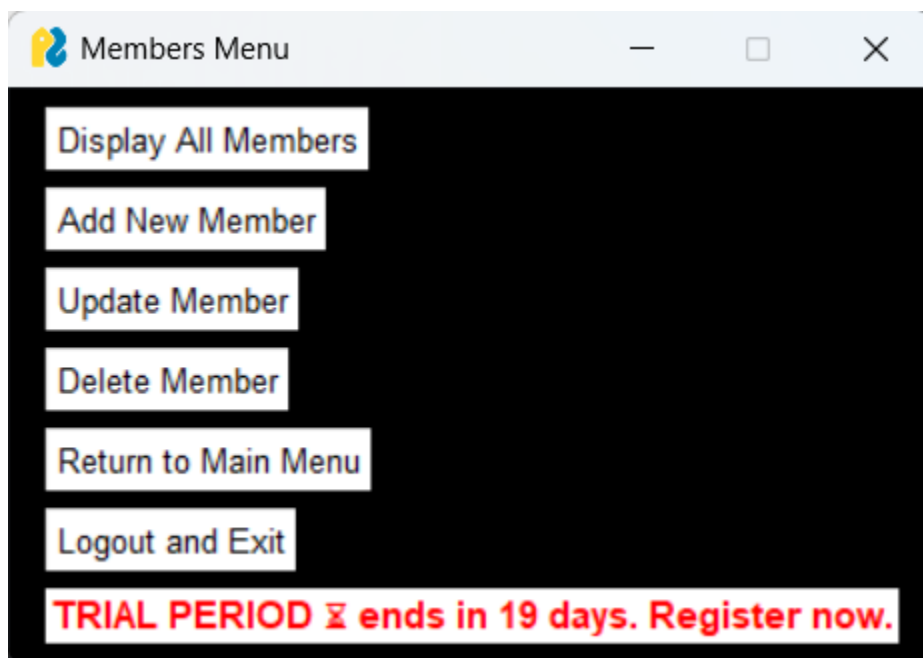 Members Menu
Display All Members
Add New Member
Update Member
Delete Member
Return to Main Menu
Logout and Exit
TRIAL PERIOD ⏳ ends in 19 days. Register now.